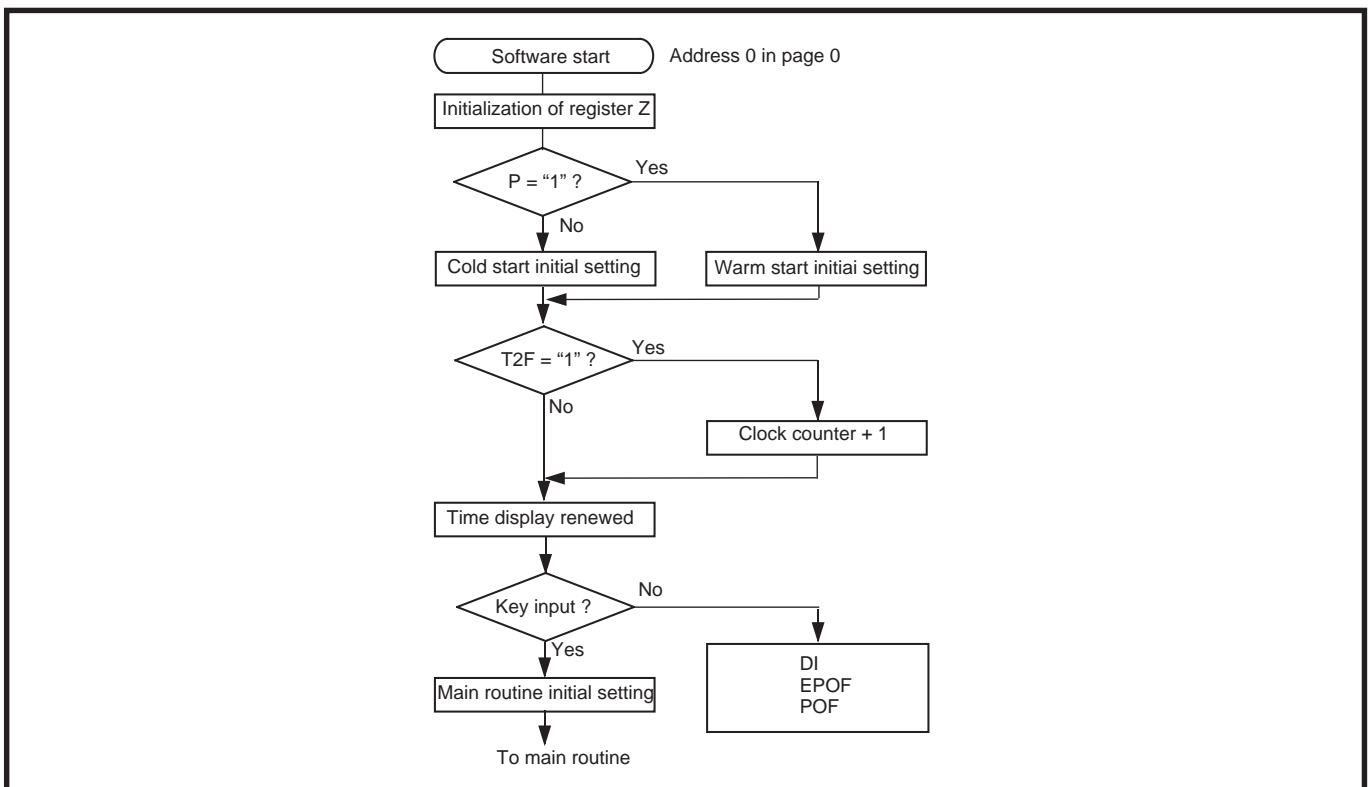 Software start
Address 0 in page 0
Initialization of register Z
P = “1” ?
Yes
No
Cold start initial setting
Warm start initiai setting
T2F = “1” ?
Yes
No
Clock counter + 1
Time display renewed
Key input ?
No
Yes
DI
EPOF
POF
Main routine initial setting
To main routine